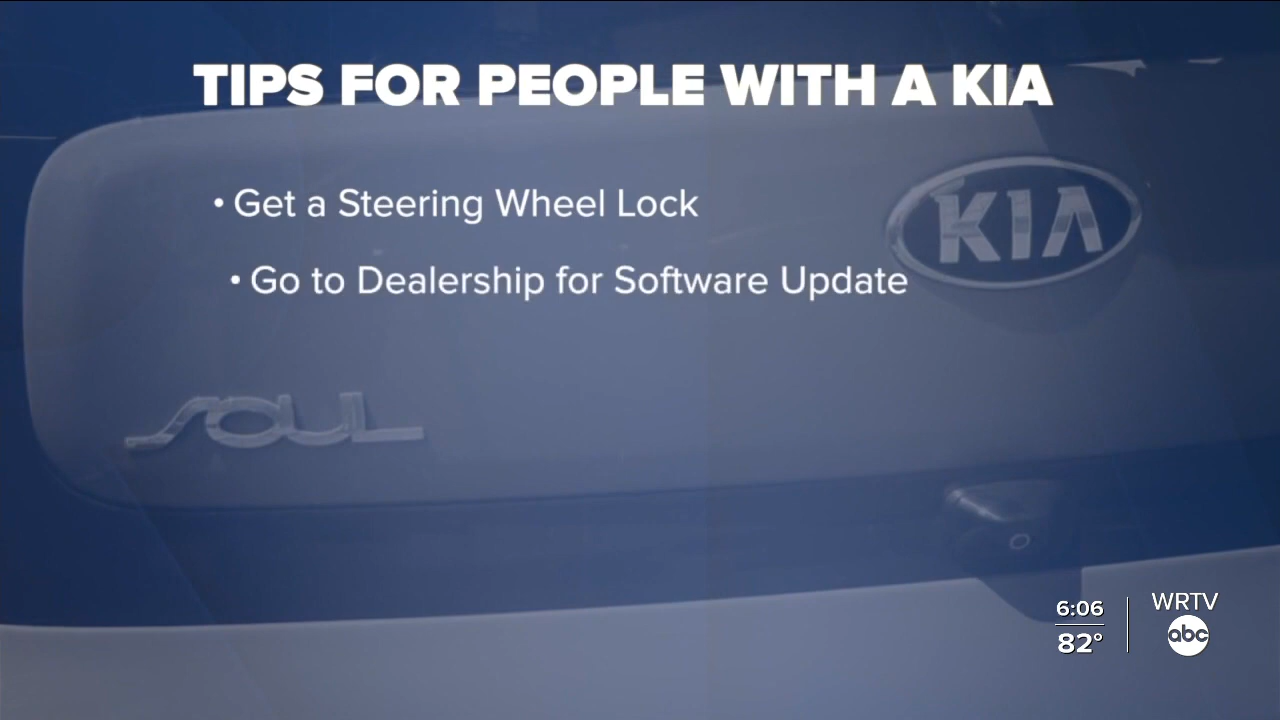 TIPS FOR PEOPLE WITH A KIA
• Get a Steering Wheel Lock
KIA
• Go to Dealership for Software Update
SOUL
6:06
82°
WRTV
abc